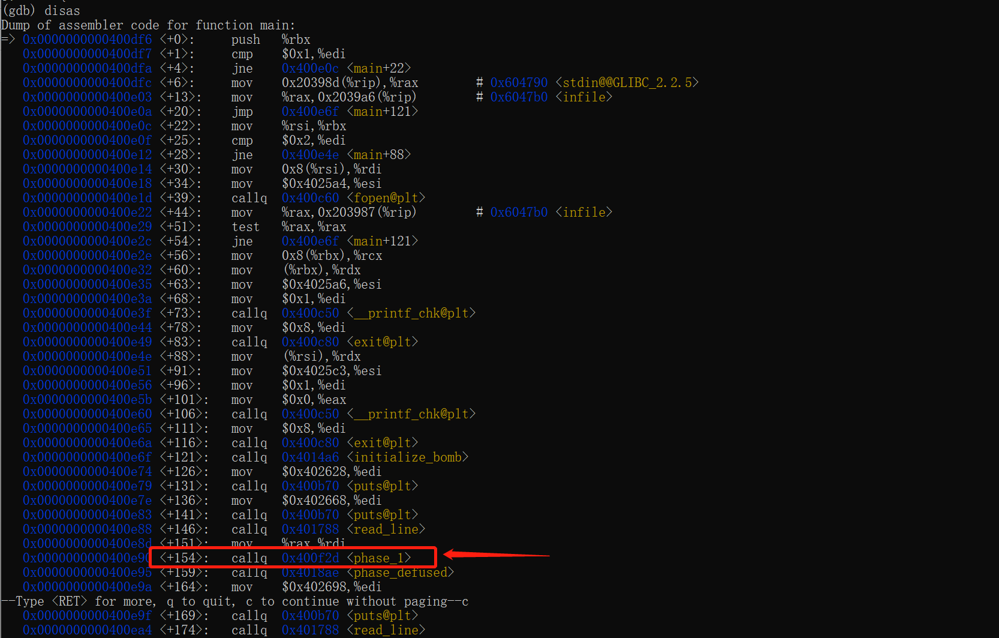 (gdb) disas
Dump of assembler code for function main:
=> 0x0000000000400df6 <+0>: push %rbx
0x0000000000400df7 <+1>: cmp $0x1,%edi
0x0000000000400dfa <+4>: jne 0x400e0c <main+22>
0x0000000000400dfc <+6>: mov 0x20398d(%rip),%rax # 0x604790 <stdin@@GLIBC_2.2.5>
0x0000000000400e03 <+13>: mov %rax,0x2039a6(%rip) # 0x6047b0 <infile>
0x0000000000400e0a <+20>: jmp 0x400e6f <main+121>
0x0000000000400e0c <+22>: mov %rsi,%rbx
0x0000000000400e0f <+25>: cmp $0x2,%edi
0x0000000000400e12 <+28>: jne 0x400e4e <main+88>
0x0000000000400e14 <+30>: mov 0x8(%rsi),%rdi
0x0000000000400e18 <+34>: mov $0x4025a4,%esi
0x0000000000400e1d <+39>: callq 0x400c60 <fopen@plt>
0x0000000000400e22 <+44>: mov %rax,0x203987(%rip) # 0x6047b0 <infile>
0x0000000000400e29 <+51>: test %rax,%rax
0x0000000000400e2c <+54>: jne 0x400e6f <main+121>
0x0000000000400e2e <+56>: mov 0x8(%rbx),%rcx
0x0000000000400e32 <+60>: mov (%rbx),%rdx
0x0000000000400e35 <+63>: mov $0x4025a6,%esi
0x0000000000400e3a <+68>: mov $0x1,%edi
0x0000000000400e3f <+73>: callq 0x400c50 <__printf_chk@plt>
0x0000000000400e44 <+78>: mov $0x8,%edi
0x0000000000400e49 <+83>: callq 0x400c80 <exit@plt>
0x0000000000400e4e <+88>: mov (%rsi),%rdx
0x0000000000400e51 <+91>: mov $0x4025c3,%esi
0x0000000000400e56 <+96>: mov $0x1,%edi
0x0000000000400e5b <+101>: mov $0x0,%eax
0x0000000000400e60 <+106>: callq 0x400c50 <__printf_chk@plt>
0x0000000000400e65 <+111>: mov $0x8,%edi
0x0000000000400e6a <+116>: callq 0x400c80 <exit@plt>
0x0000000000400e6f <+121>: callq 0x4014a6 <initialize_bomb>
0x0000000000400e74 <+126>: mov $0x402628,%edi
0x0000000000400e79 <+131>: callq 0x400b70 <puts@plt>
0x0000000000400e7e <+136>: mov $0x402668,%edi
0x0000000000400e83 <+141>: callq 0x400b70 <puts@plt>
0x0000000000400e88 <+146>: callq 0x401788 <read_line>
0x0000000000400e8d <+151>: mov %rax,%rdi
0x0000000000400e90 <+154>: callq 0x400f2d <phase_1>
0x0000000000400e95 <+159>: callq 0x4018ae <phase_defused>
0x0000000000400e9a <+164>: mov $0x402698,%edi
--Type <RET> for more, q to quit, c to continue without paging--c
0x0000000000400e9f <+169>: callq 0x400b70 <puts@plt>
0x0000000000400ea4 <+174>: callq 0x401788 <read_line>